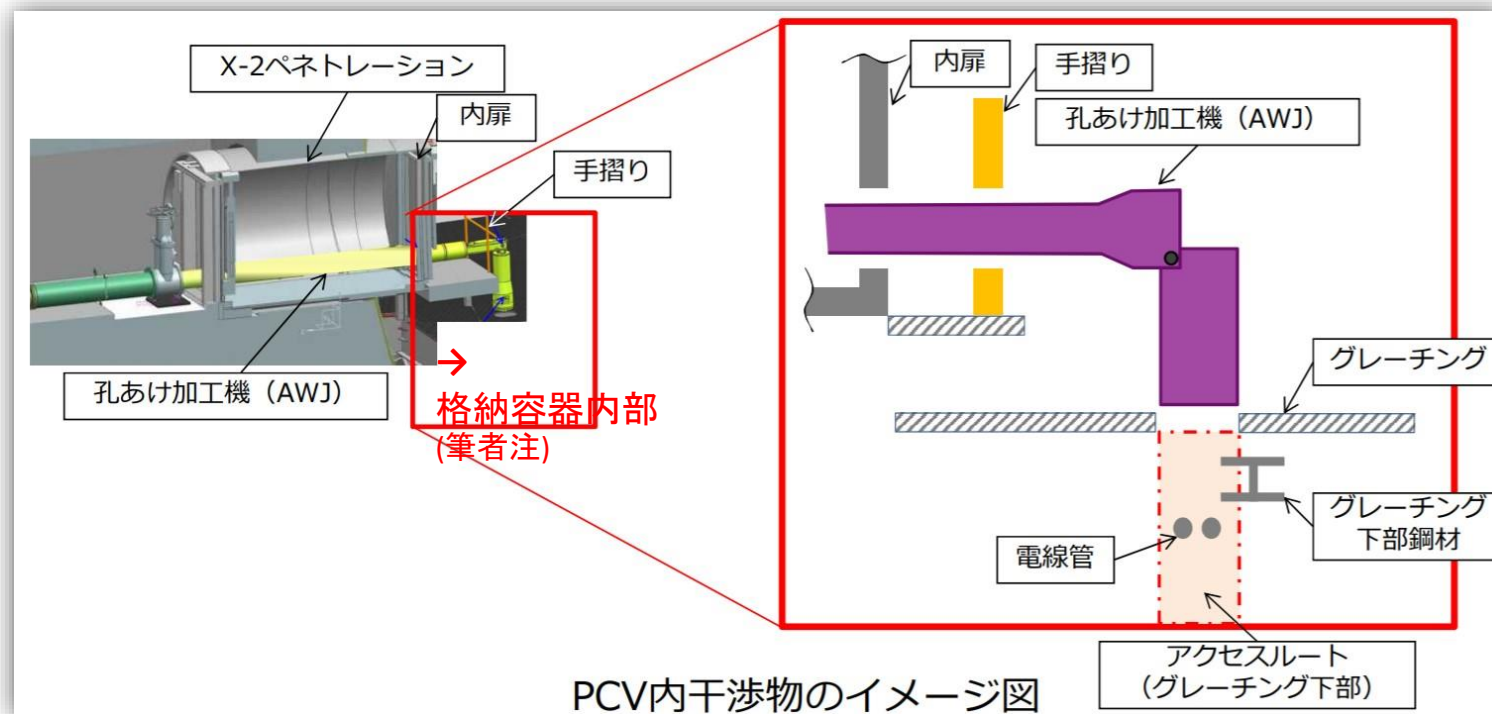 X-2ペネトレーション
内扉
手摺り
孔あけ加工機（AWJ）
→
格納容器内部
(筆者注)
内扉
手摺り
孔あけ加工機（AWJ）
グレーチング
グレーチング
下部鋼材
電線管
アクセスルート
（グレーチング下部）
PCV内干渉物のイメージ図